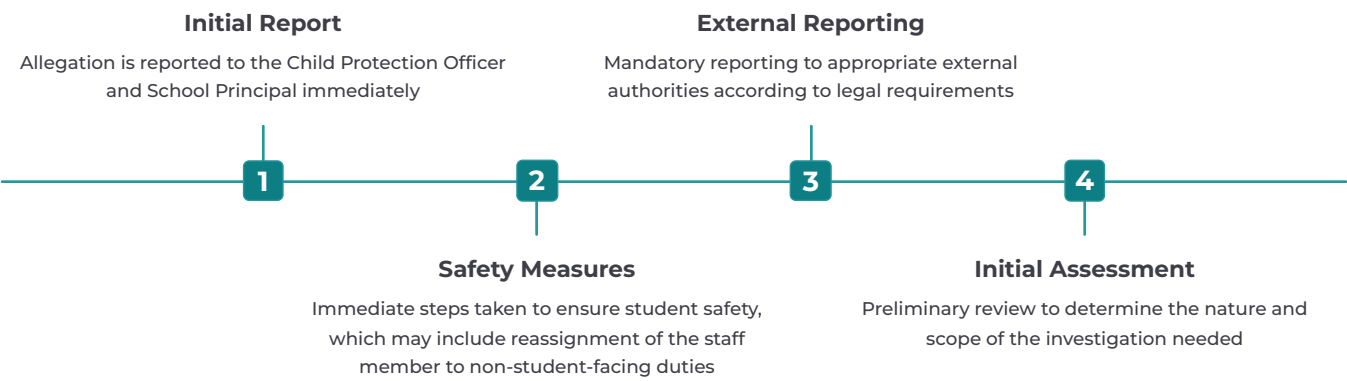 Initial Report
Allegation is reported to the Child Protection Officer
and School Principal immediately
External Reporting
Mandatory reporting to appropriate external
authorities according to legal requirements
1
2
3
4
Safety Measures
Immediate steps taken to ensure student safety,
which may include reassignment of the staff
member to non-student-facing duties
Initial Assessment
Preliminary review to determine the nature and
scope of the investigation needed